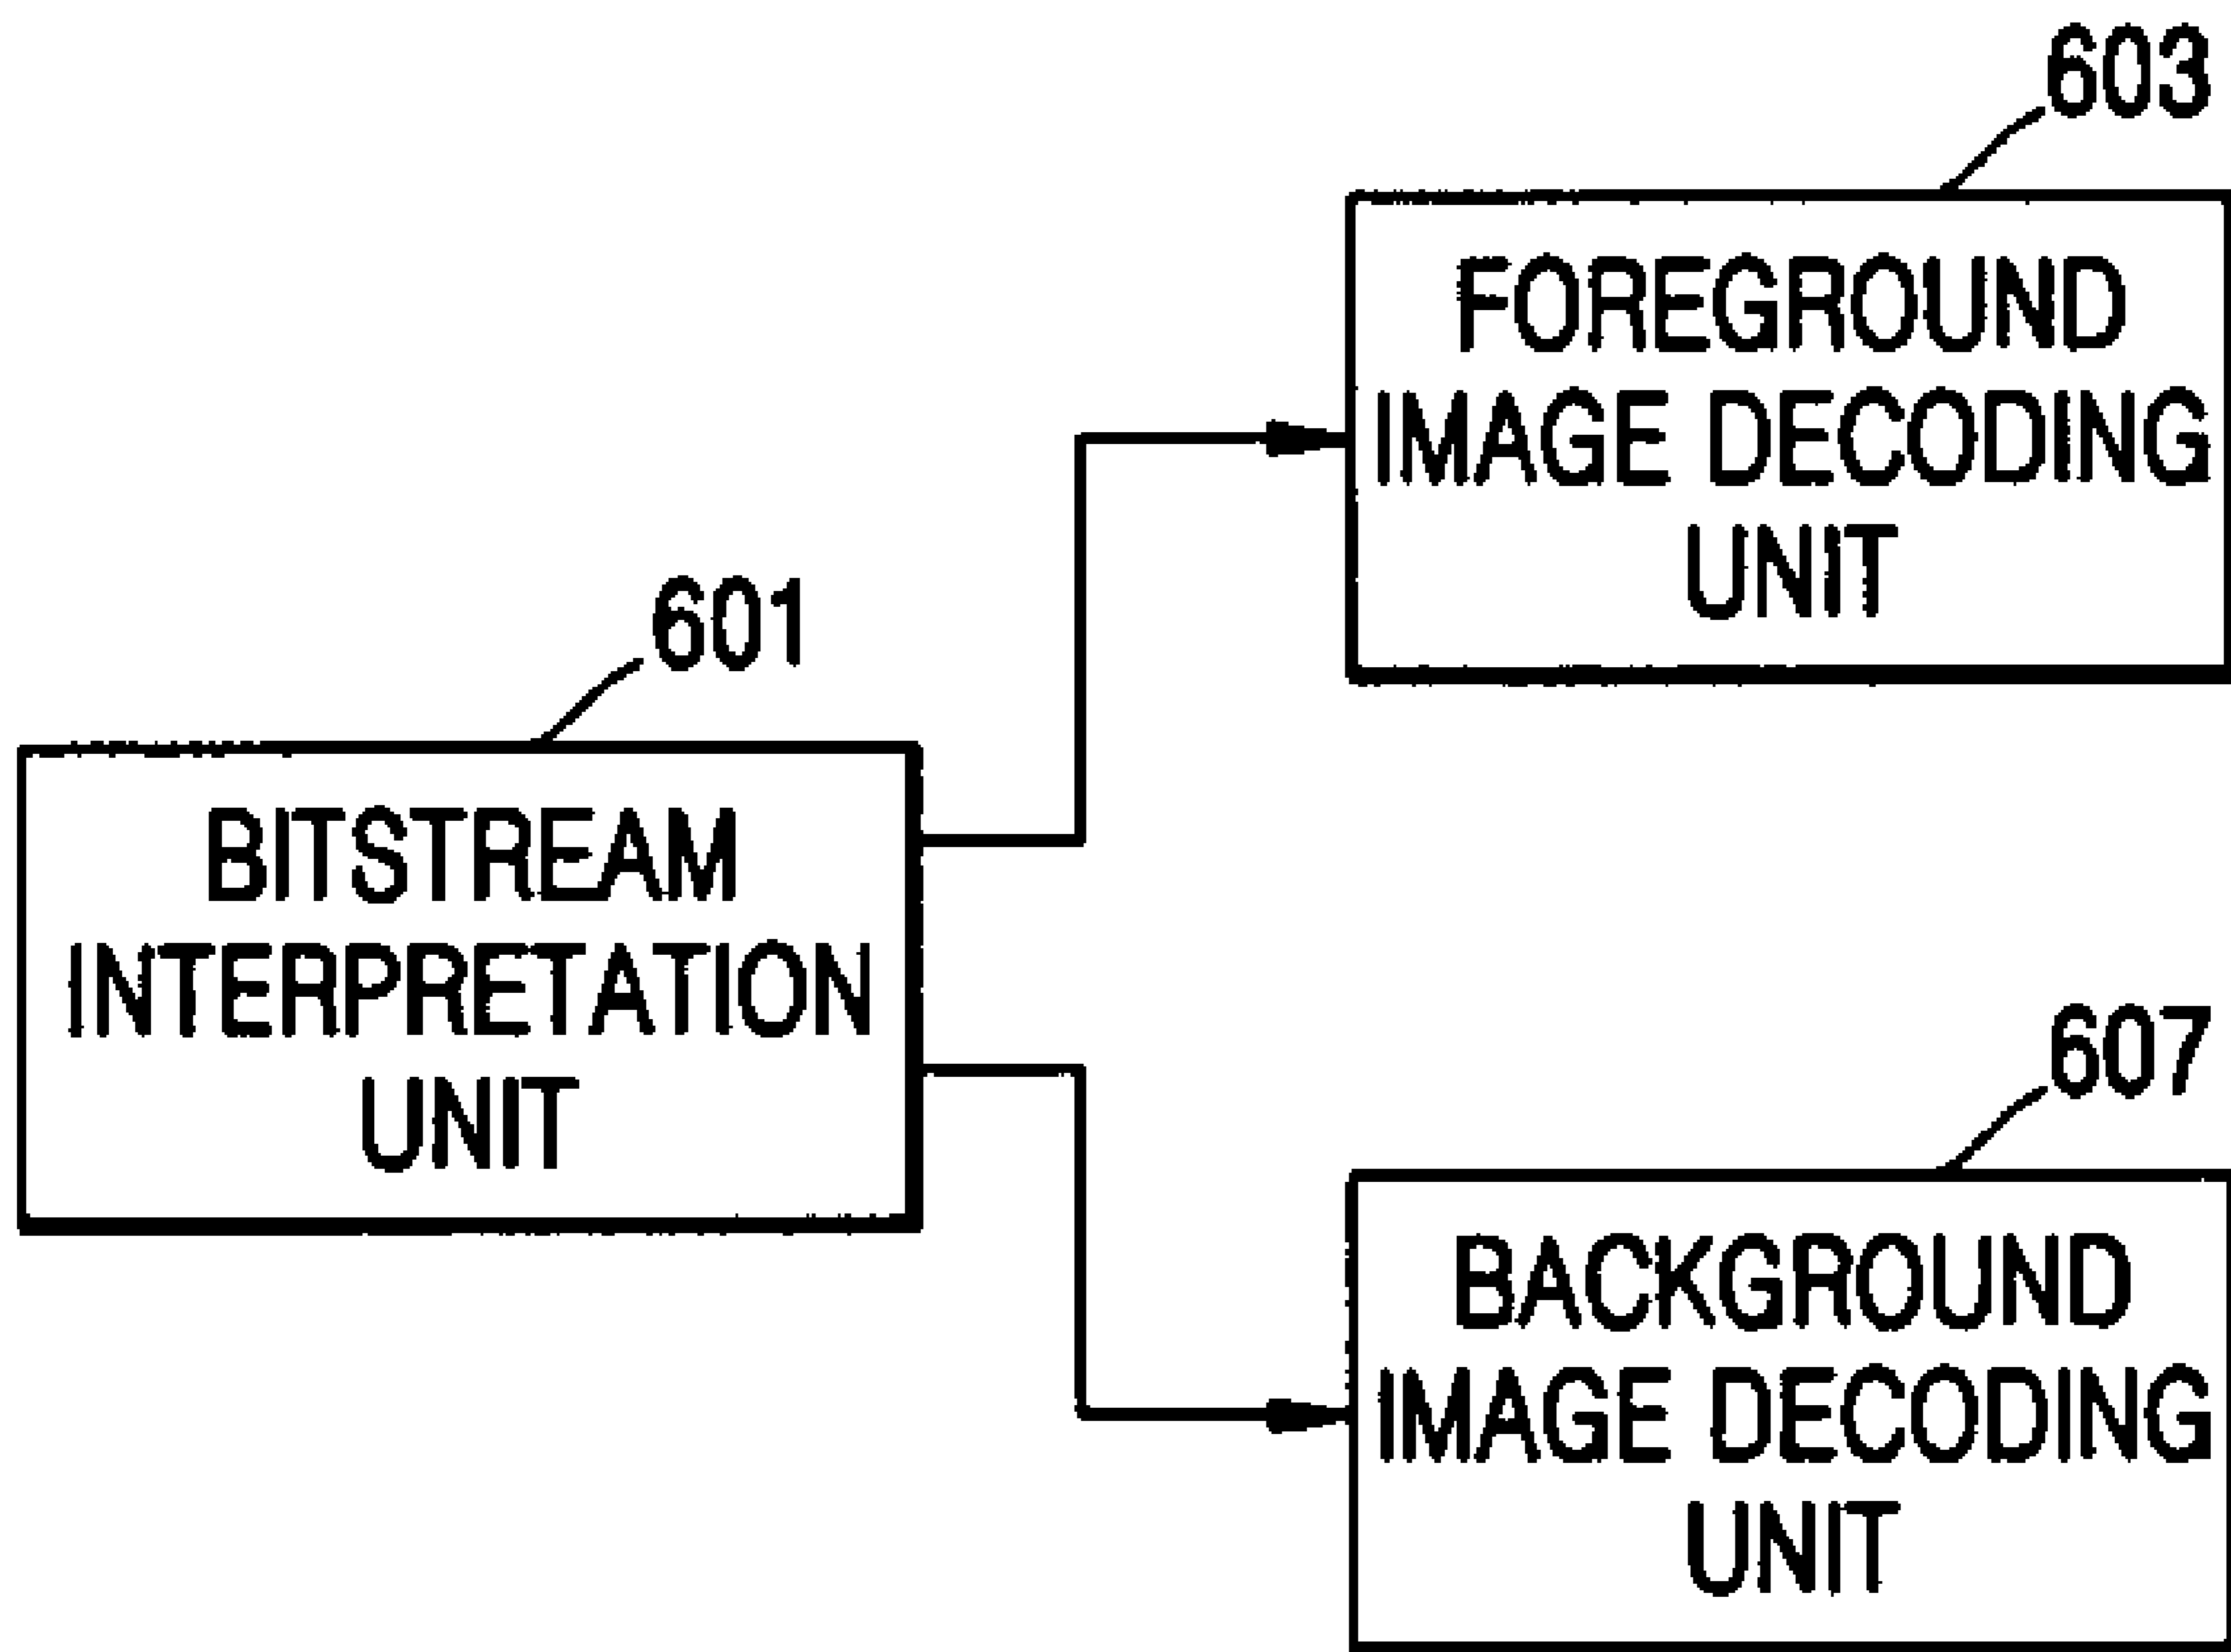 603
FOREGROUND
IMAGE DECODING
UNIT
601
BITSTREAM
INTERPRETATION
UNIT
607
BACKGROUND
IMAGE DECODING
UNIT